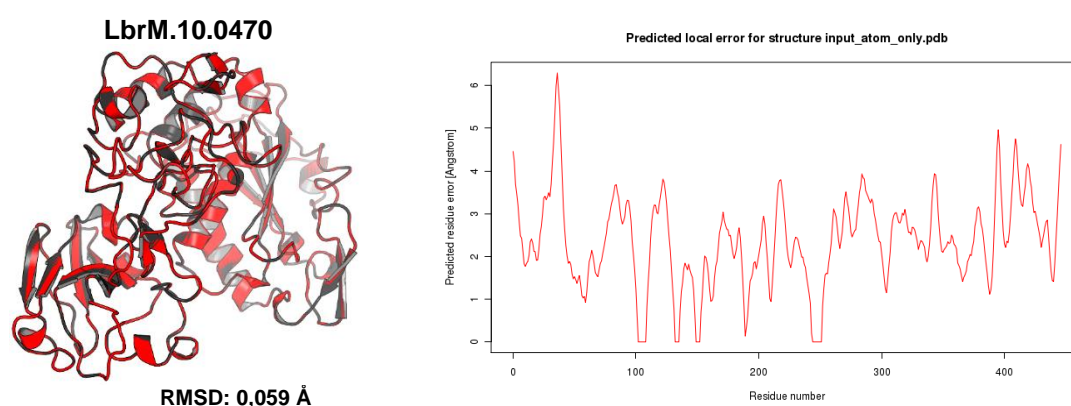 LbrM.10.0470
RMSD: 0,059 Å
Predicted local error for structure input_atom_only.pdb
Predicted residue error [Angstrom]
6
5
4
3
2
1
0
0
100
200
300
400
Residue number